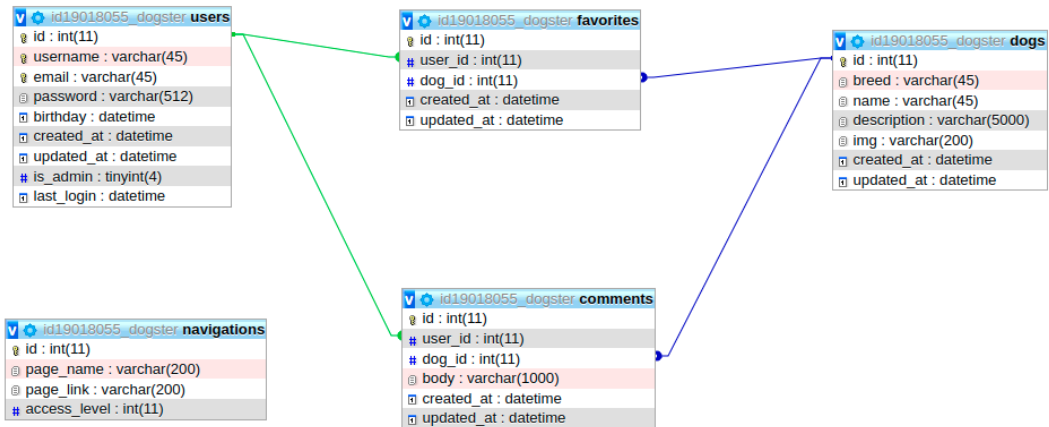 id19018055_dogster users
id : int(11)
username : varchar(45)
email : varchar(45)
password : varchar(512)
birthday : datetime
created_at : datetime
updated_at : datetime
is_admin : tinyint(4)
last_login : datetime
id19018055_dogster favorites
id : int(11)
user_id : int(11)
dog_id : int(11)
created_at : datetime
updated_at : datetime
id19018055_dogster dogs
id : int(11)
breed : varchar(45)
name : varchar(45)
description : varchar(5000)
img : varchar(200)
created_at : datetime
updated_at : datetime
id19018055_dogster navigations
id : int(11)
page_name : varchar(200)
page_link : varchar(200)
access_level : int(11)
id19018055_dogster comments
id : int(11)
user_id : int(11)
dog_id : int(11)
body : varchar(1000)
created_at : datetime
updated_at : datetime